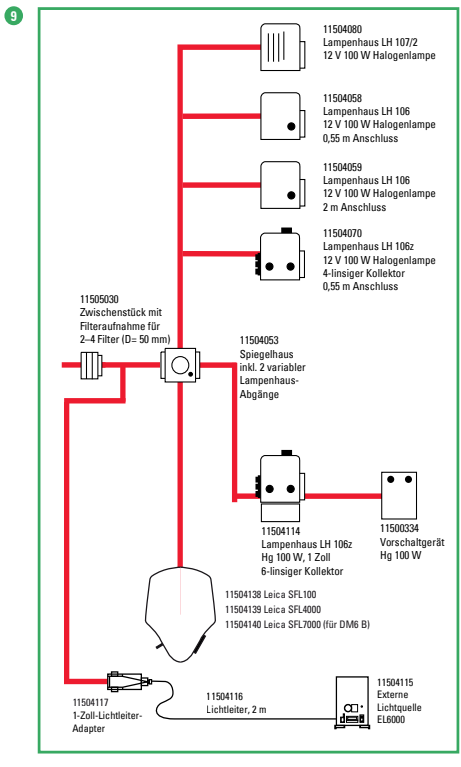 9
11504080
Lampenhaus LH 107/2
12 V 100 W Halogenlampe
11504058
Lampenhaus LH 106
12 V 100 W Halogenlampe
0,55 m Anschluss
11504059
Lampenhaus LH 106
12 V 100 W Halogenlampe
2 m Anschluss
11504070
Lampenhaus LH 106z
12 V 100 W Halogenlampe
4-linsiger Kollektor
0,55 m Anschluss
11505030
Zwischenstück mit
Filteraufnahme für
2–4 Filter (D= 50 mm)
11504053
Spiegelhaus
inkl. 2 variabler
Lampenhaus-
Abgänge
11504114
Lampenhaus LH 106z
Hg 100 W, 1 Zoll
6-linsiger Kollektor
11500334
Vorschaltgerät
Hg 100 W
11504138 Leica SFL100
11504139 Leica SFL4000
11504140 Leica SFL7000 (für DM6 B)
11504117
1-Zoll-Lichtleiter-
Adapter
11504116
Lichtleiter, 2 m
11504115
Externe
Lichtquelle
EL6000